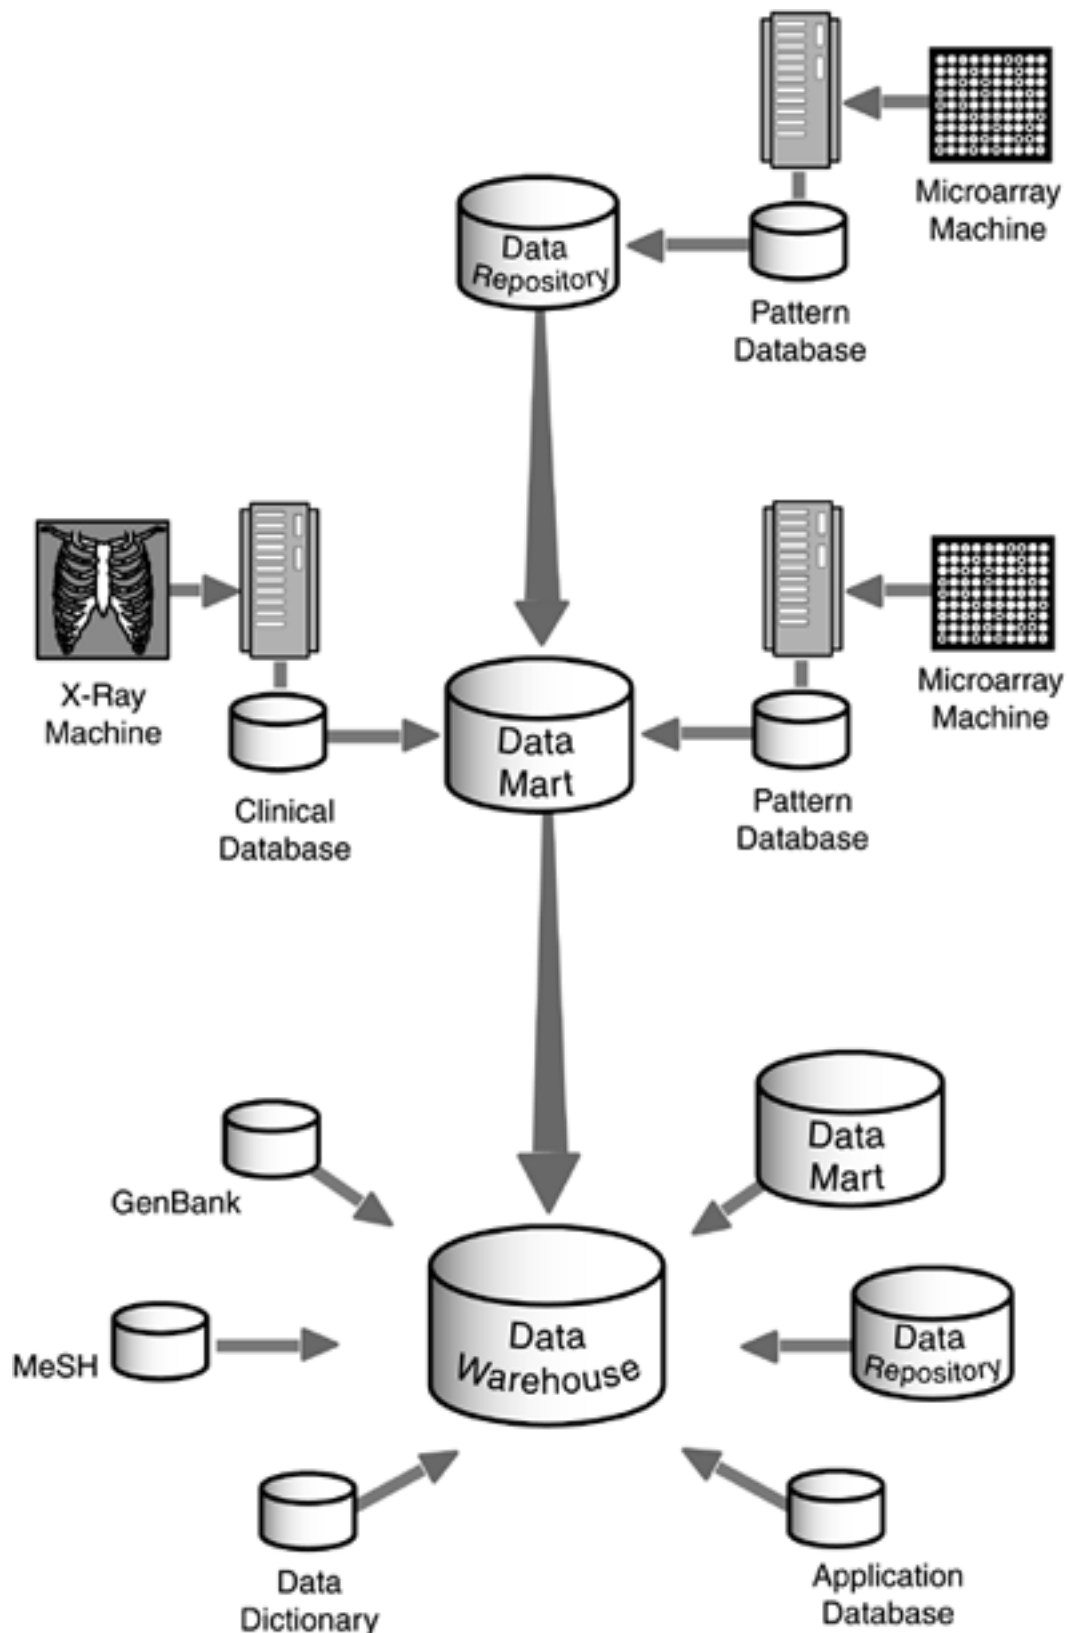 Microarray
Machine
Data
Repository
Pattern
Database
X-Ray
Machine
Clinical
Database
Data
Mart
Microarray
Machine
Pattern
Database
GenBank
Data
Mart
MeSH
Data
Warehouse
Data
Repository
Data
Dictionary
Application
Database